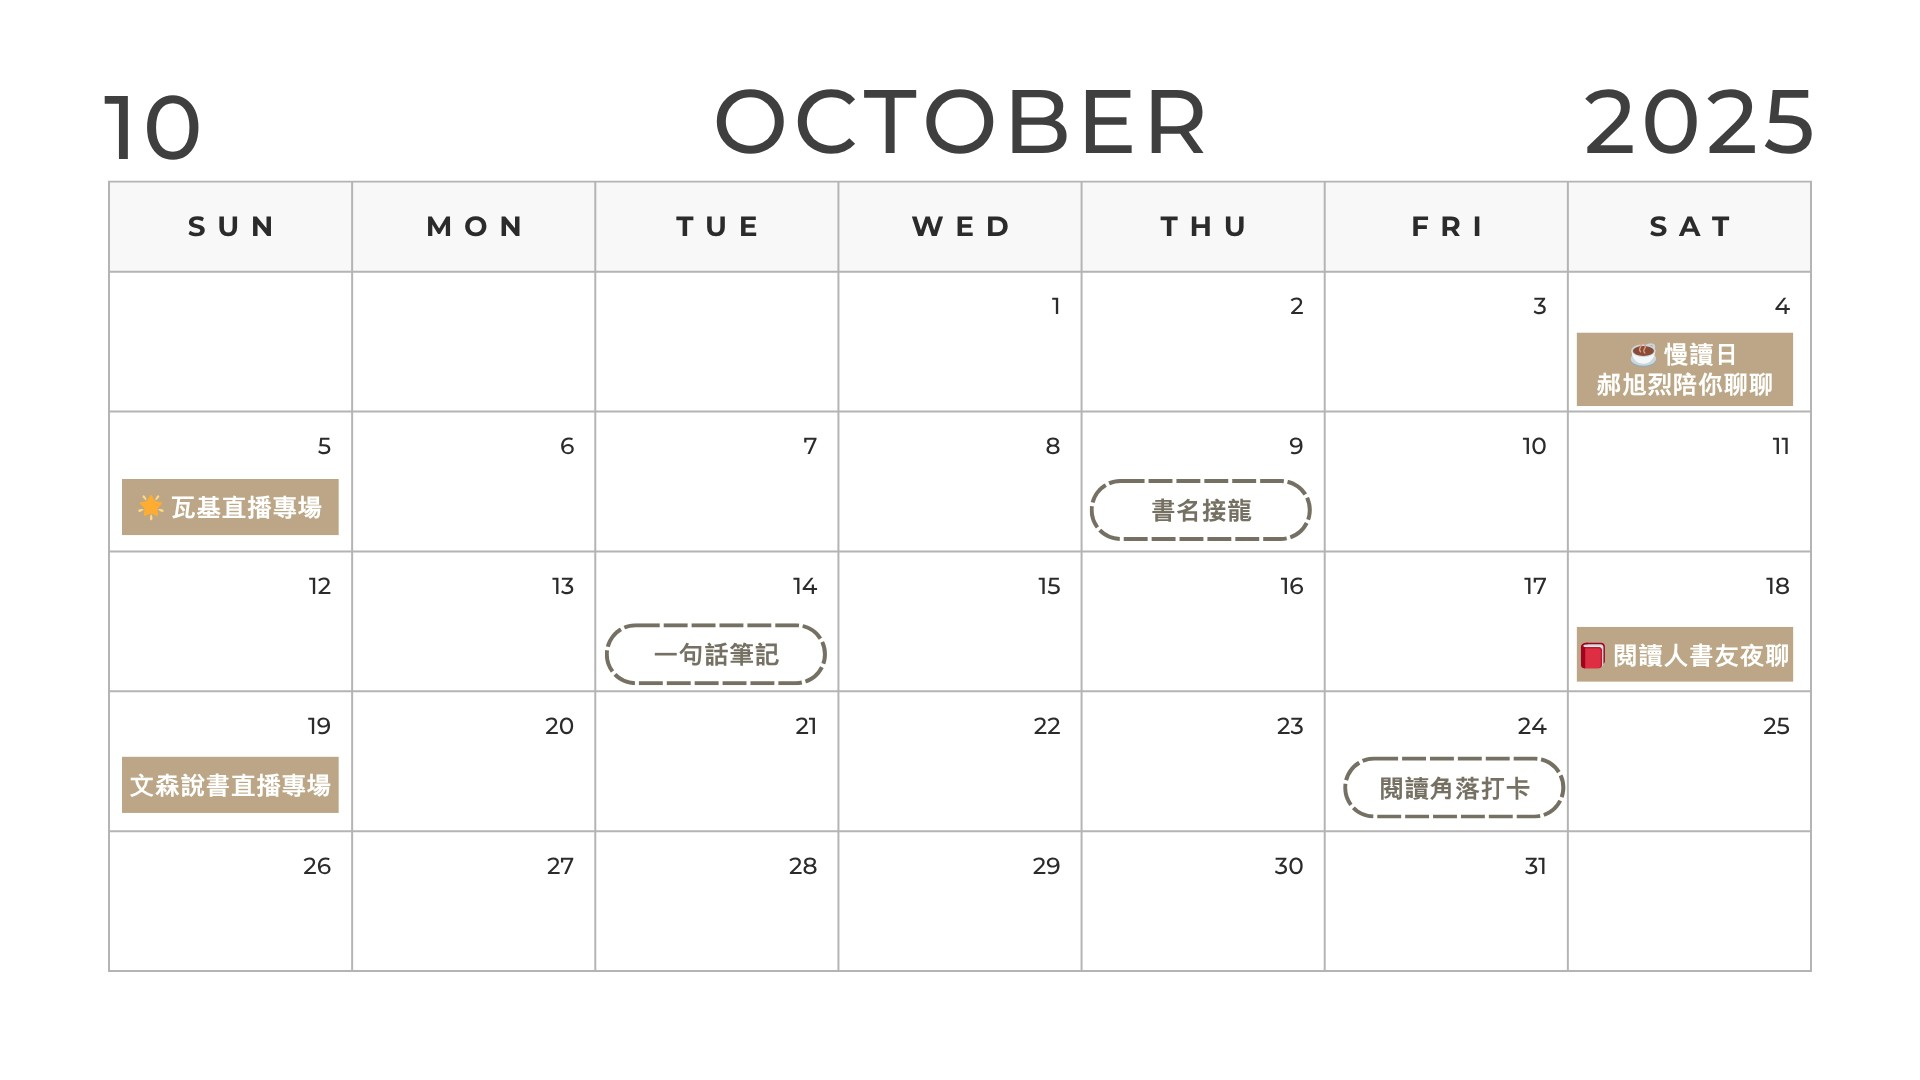 10 OCTOBER 2025
SUN MON TUE WED THU FRI SAT
1 2 3 4
☕ 慢讀日
郝旭烈陪你聊聊
5 6 7 8 9 10 11
☀️ 瓦基直播專場 書名接龍
12 13 14 15 16 17 18
一句話筆記 📕 閱讀人書友夜聊
19 20 21 22 23 24 25
文森說書直播專場 閱讀角落打卡
26 27 28 29 30 31